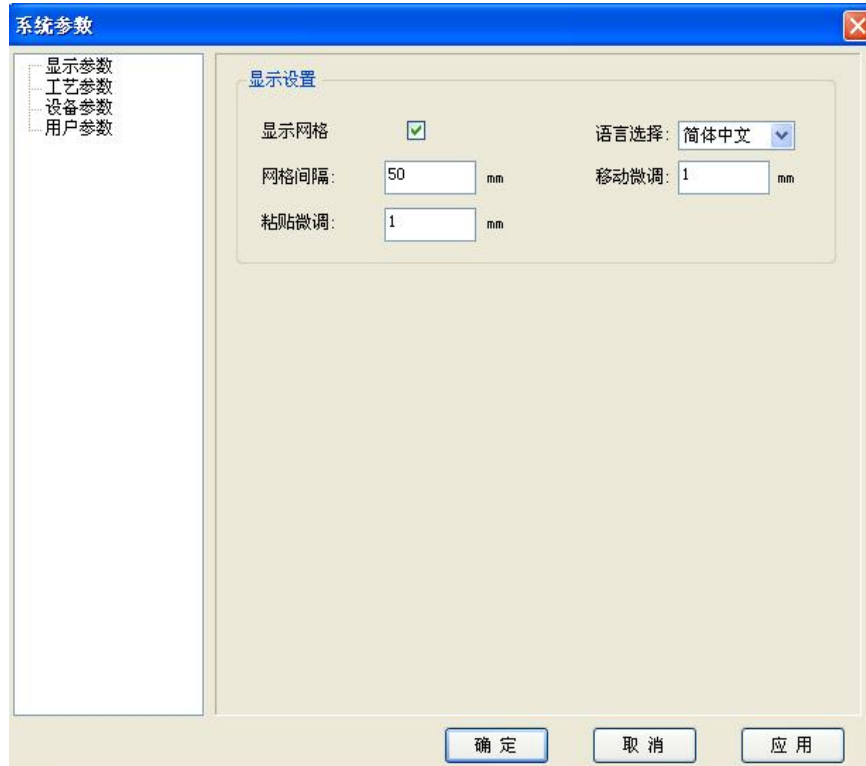 系统参数
显示参数
工艺参数
设备参数
用户参数
显示设置
显示网格 语言选择: 简体中文
网格间隔: 50 mm 移动微调: 1 mm
粘贴微调: 1 mm
确定 取消 应用